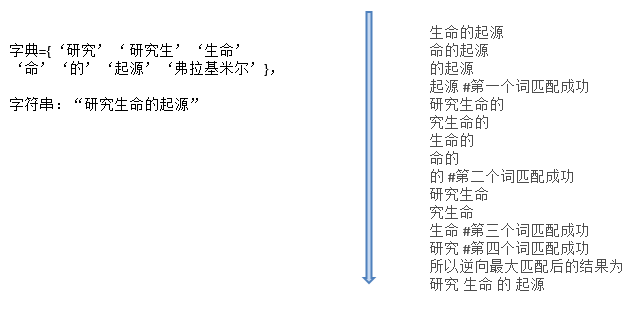 字典={‘研究’‘研究生’‘生命’
‘命’‘的’‘起源’‘弗拉基米尔’},
字符串：“研究生命的起源”
生命的起源
命的起源
的起源
起源 #第一个词匹配成功
研究生命的
究生命的
生命的
命的
的 #第二个词匹配成功
研究生命
究生命
生命 #第三个词匹配成功
研究 #第四个词匹配成功
所以逆向最大匹配后的结果为
研究 生命 的 起源